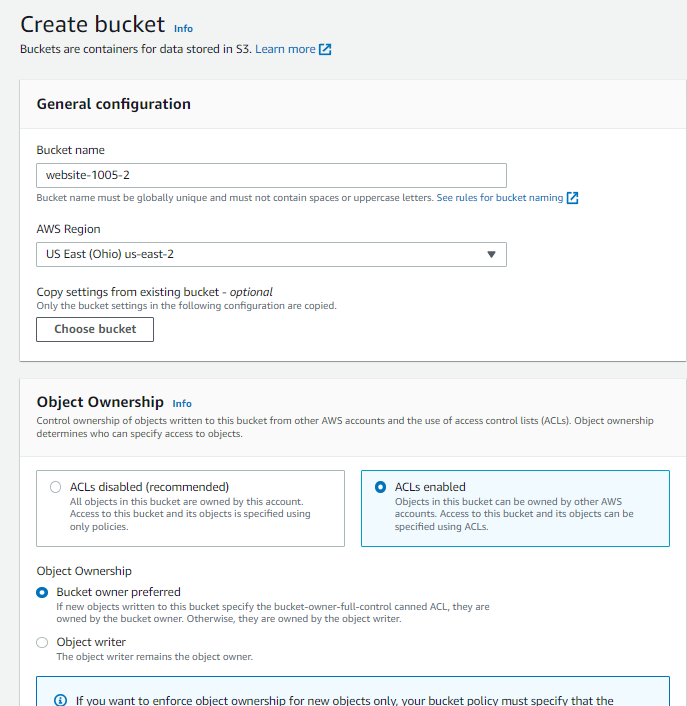 Create bucket Info
Buckets are containers for data stored in S3. Learn more
General configuration
Bucket name
website-1005-2
Bucket name must be globally unique and must not contain spaces or uppercase letters. See rules for bucket naming
AWS Region
US East (Ohio) us-east-2
Copy settings from existing bucket - optional
Only the bucket settings in the following configuration are copied.
Choose bucket
Object Ownership Info
Control ownership of objects written to this bucket from other AWS accounts and the use of access control lists (ACLs). Object ownership
determines who can specify access to objects.
ACLs disabled (recommended)
All objects in this bucket are owned by this account.
Access to this bucket and its objects is specified using
only policies.
ACLs enabled
Objects in this bucket can be owned by other AWS
accounts. Access to this bucket and its objects can be
specified using ACLs.
Object Ownership
Bucket owner preferred
If new objects written to this bucket specify the bucket-owner-full-control canned ACL, they are
owned by the bucket owner. Otherwise, they are owned by the object writer.
Object writer
The object writer remains the object owner.
If you want to enforce object ownership for new objects only, your bucket policy must specify that the